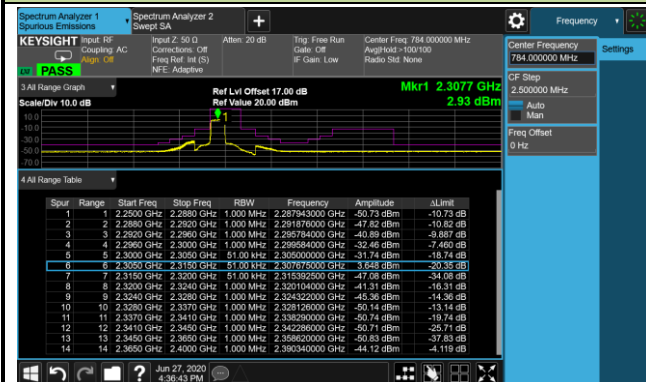 Spectrum Analyzer 1
Spurious Emissions
Spectrum Analyzer 2
Swept SA
Frequency
KEYSIGHT Input: RF
Coupling: AC
Align: Off
Input Z: 50 Ω
Corrections: Off
Freq Ref: Int (S)
NFE: Adaptive
Atten: 20 dB
Trig: Free Run
Gate: Off
IF Gain: Low
Center Freq: 784.000000 MHz
Avg|Hold:>100/100
Radio Std: None
PASS
Center Frequency
784.000000 MHz
Settings
CF Step
2.500000 MHz
Auto
Man
Freq Offset
0 Hz
3 All Range Graph
Scale/Div 10.0 dB
Ref Lvl Offset 17.00 dB
Ref Value 20.00 dBm
Mkr1 2.3077 GHz
2.93 dBm
1
10.0
-10.0
-30.0
-50.0
-70.0
4 All Range Table
Spur Range Start Freq Stop Freq RBW Frequency Amplitude ΔLimit
1 1 2.2500 GHz 2.2880 GHz 1.000 MHz 2.287943000 GHz -50.73 dBm -10.73 dB
2 2 2.2880 GHz 2.2920 GHz 1.000 MHz 2.291876000 GHz -47.82 dBm -10.82 dB
3 3 2.2920 GHz 2.2960 GHz 1.000 MHz 2.295784000 GHz -40.89 dBm -9.887 dB
4 4 2.2960 GHz 2.3000 GHz 1.000 MHz 2.299584000 GHz -32.46 dBm -7.460 dB
5 5 2.3000 GHz 2.3050 GHz 51.00 kHz 2.305000000 GHz -31.74 dBm -18.74 dB
6 6 2.3050 GHz 2.3150 GHz 51.00 kHz 2.307675000 GHz 3.648 dBm -20.35 dB
7 7 2.3150 GHz 2.3200 GHz 51.00 kHz 2.315392500 GHz -47.08 dBm -34.08 dB
8 8 2.3200 GHz 2.3240 GHz 1.000 MHz 2.320104000 GHz -41.31 dBm -16.31 dB
9 9 2.3240 GHz 2.3280 GHz 1.000 MHz 2.324322000 GHz -45.36 dBm -14.36 dB
10 10 2.3280 GHz 2.3370 GHz 1.000 MHz 2.328126000 GHz -50.14 dBm -13.14 dB
11 11 2.3370 GHz 2.3410 GHz 1.000 MHz 2.338290000 GHz -50.74 dBm -19.74 dB
12 12 2.3410 GHz 2.3450 GHz 1.000 MHz 2.342286000 GHz -50.71 dBm -25.71 dB
13 13 2.3450 GHz 2.3650 GHz 1.000 MHz 2.358620000 GHz -50.83 dBm -37.83 dB
14 14 2.3650 GHz 2.4000 GHz 1.000 MHz 2.390340000 GHz -44.12 dBm -4.119 dB
Jun 27, 2020
4:36:43 PM